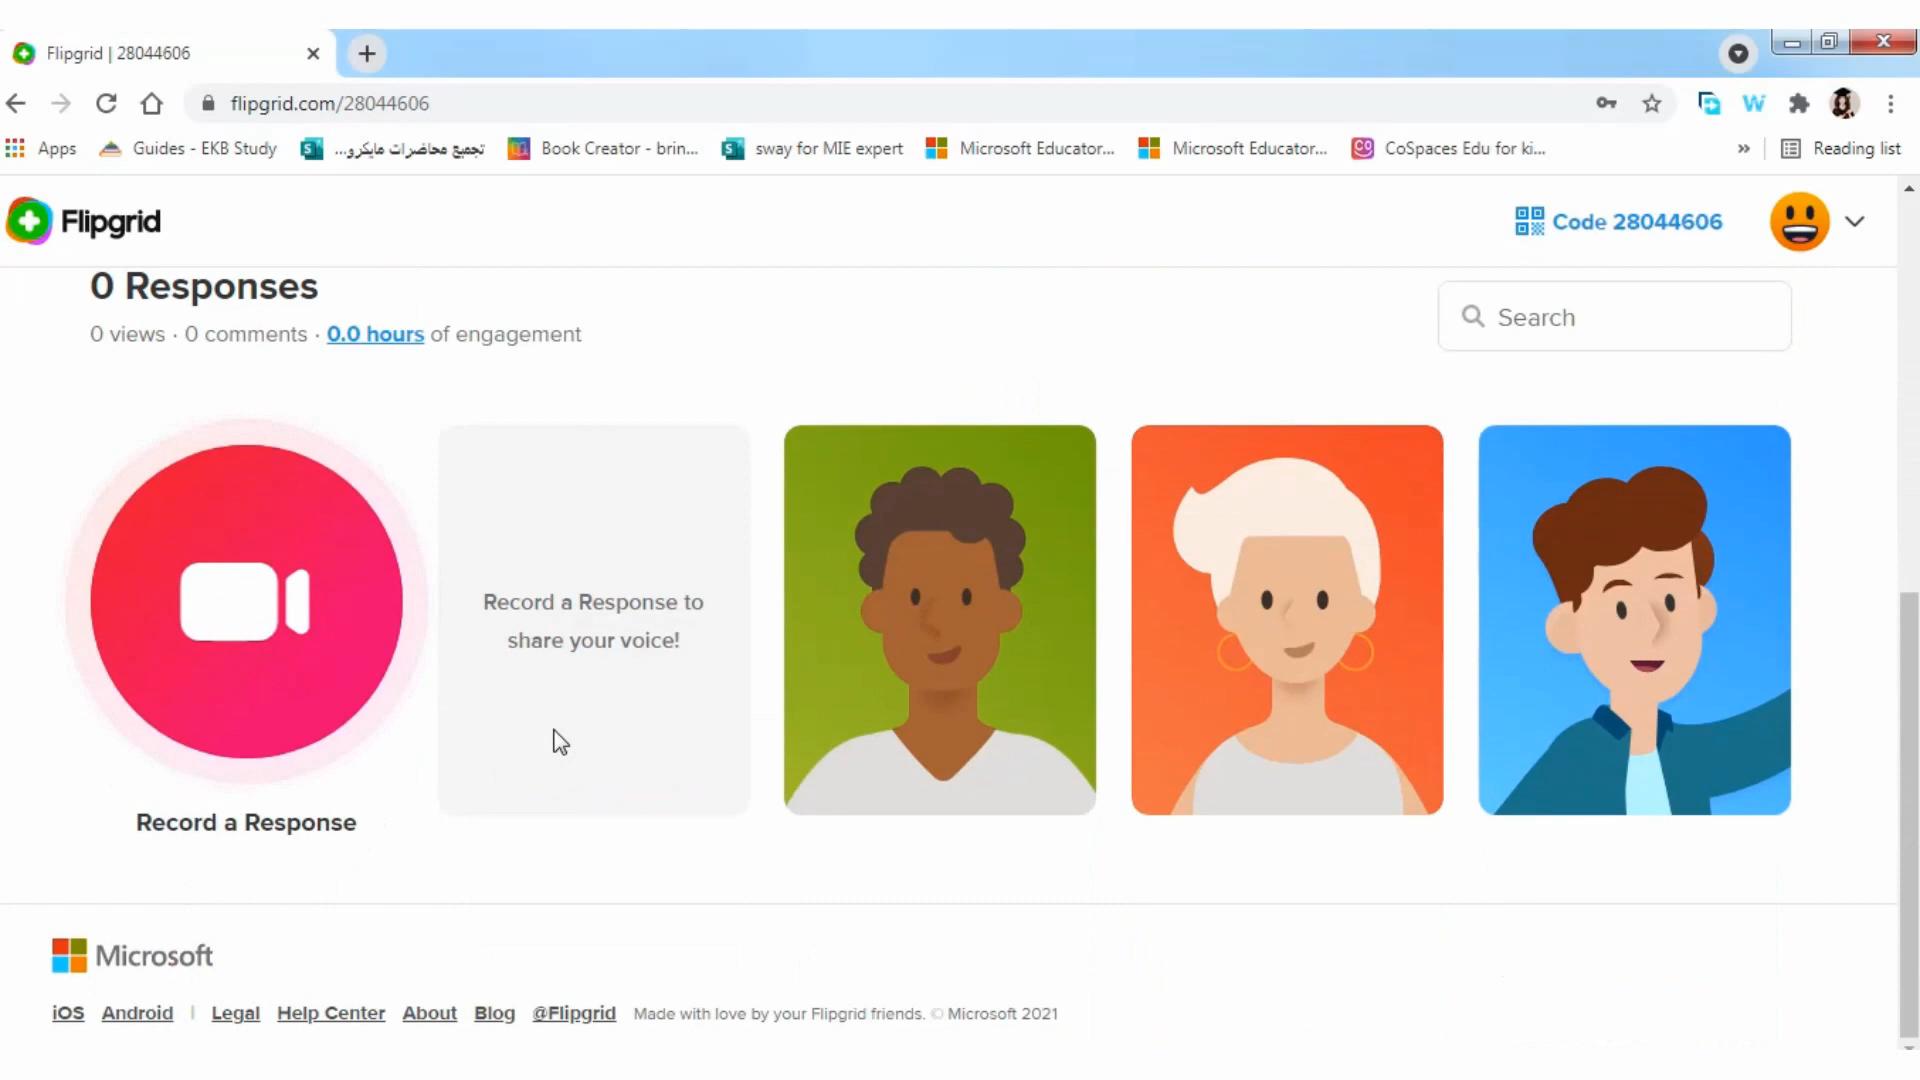 Flipgrid | 28044606
flipgrid.com/28044606
W
Apps
Guides - EKB Study
تجميع محاضرات مايكرو...
Book Creator - brin...
sway for MIE expert
Microsoft Educator...
Microsoft Educator...
CoSpaces Edu for ki...
»
Reading list
Flipgrid
Code 28044606
0 Responses
0 views · 0 comments · 0.0 hours of engagement
Search
Record a Response to
share your voice!
Record a Response
Microsoft
iOS Android | Legal Help Center About Blog @Flipgrid Made with love by your Flipgrid friends. © Microsoft 2021